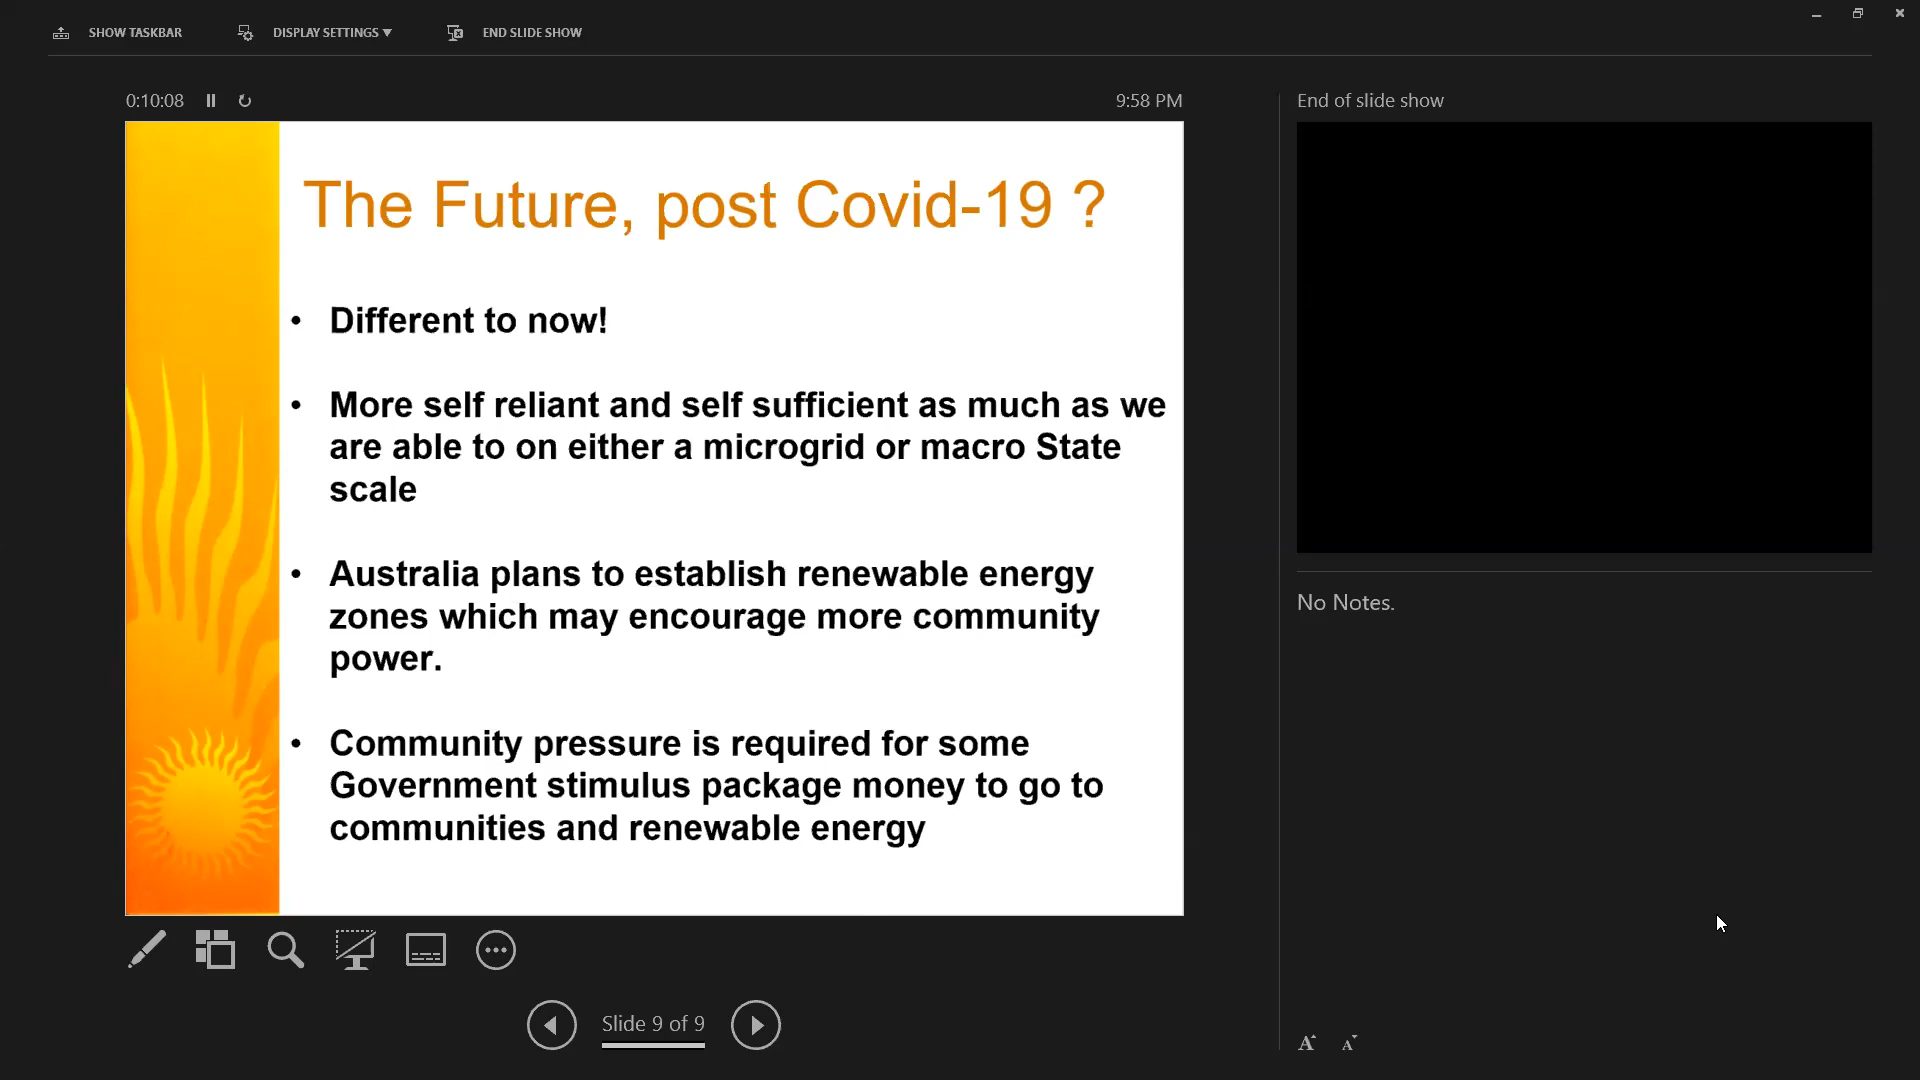 SHOW TASKBAR
DISPLAY SETTINGS ▼
END SLIDE SHOW
0:10:08
9:58 PM
End of slide show
The Future, post Covid-19 ?
• Different to now!
• More self reliant and self sufficient as much as we
are able to on either a microgrid or macro State
scale
• Australia plans to establish renewable energy
zones which may encourage more community
power.
• Community pressure is required for some
Government stimulus package money to go to
communities and renewable energy
No Notes.
Slide 9 of 9
A A